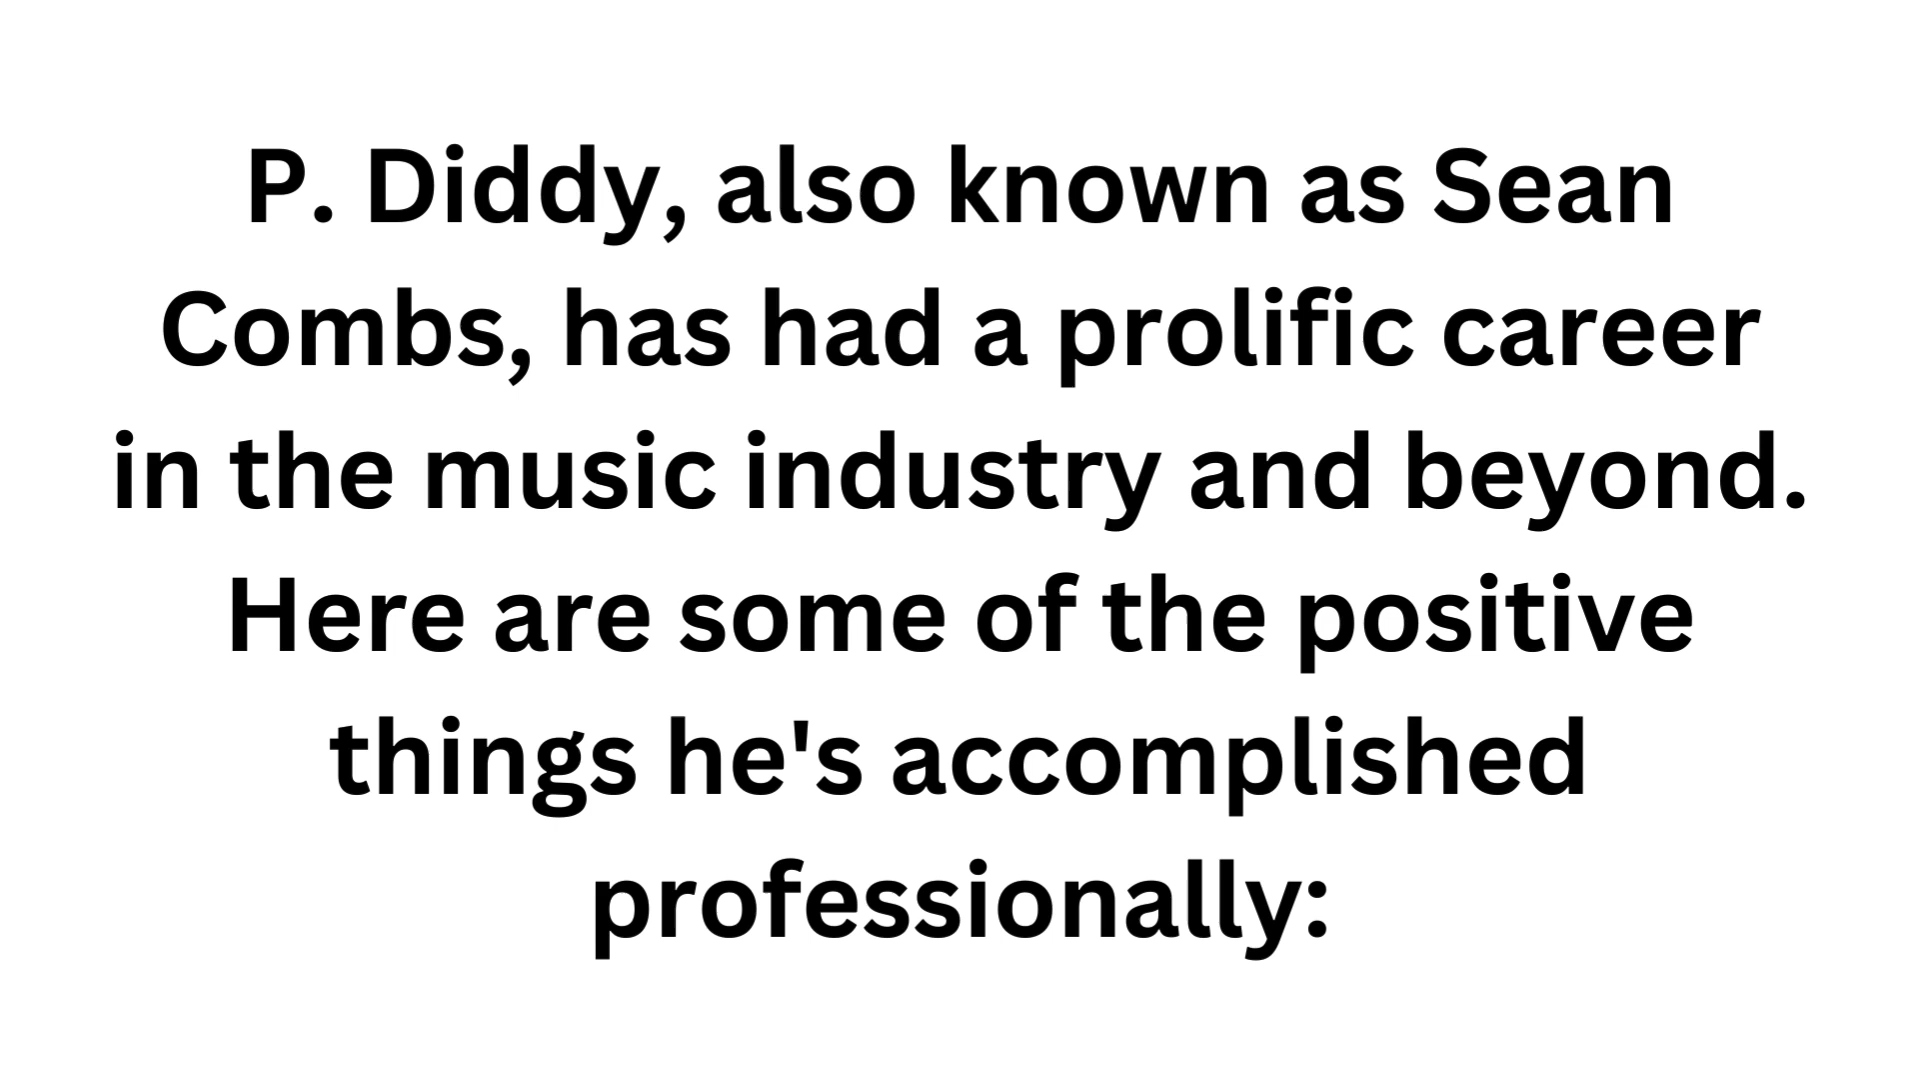 P. Diddy, also known as Sean
Combs, has had a prolific career
in the music industry and beyond.
Here are some of the positive
things he's accomplished
professionally: